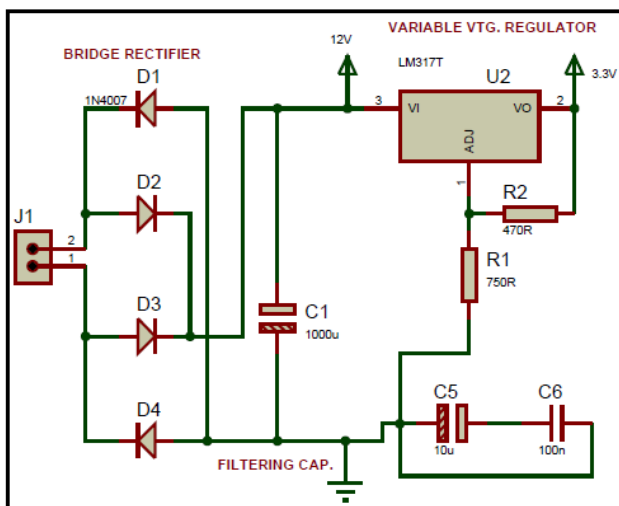 VARIABLE VTG. REGULATOR
BRIDGE RECTIFIER
12V
LM317T
U2
3.3V
D1
1N4007
3
VI
VO
2
ADJ
1
D2
R2
470R
J1
2
1
R1
750R
D3
C1
1000u
D4
C5
10u
C6
100n
FILTERING CAP.